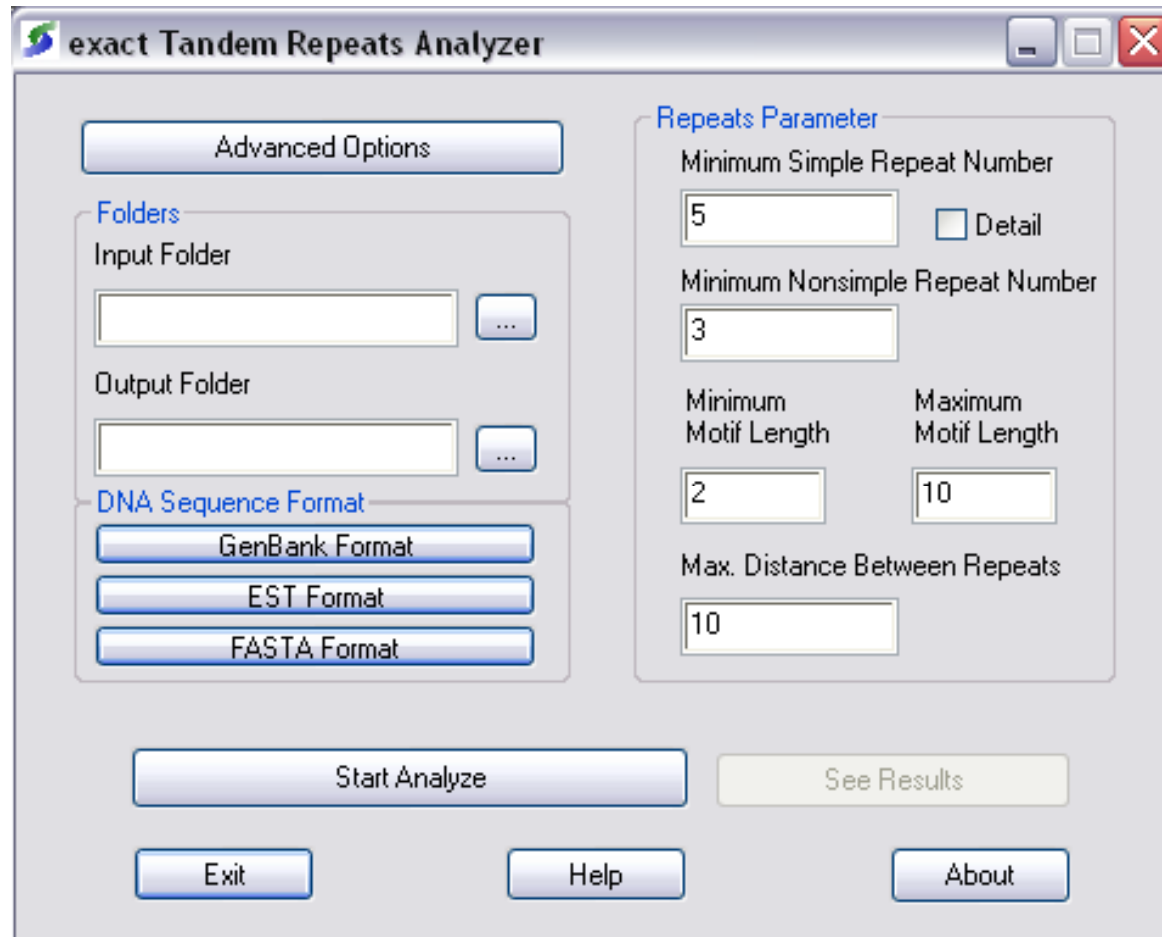 exact Tandem Repeats Analyzer
Advanced Options
Folders
Input Folder
...
Output Folder
...
DNA Sequence Format
GenBank Format
EST Format
FASTA Format
Repeats Parameter
Minimum Simple Repeat Number
5
Detail
Minimum Nonsimple Repeat Number
3
Minimum
Motif Length
2
Maximum
Motif Length
10
Max. Distance Between Repeats
10
Start Analyze
See Results
Exit
Help
About